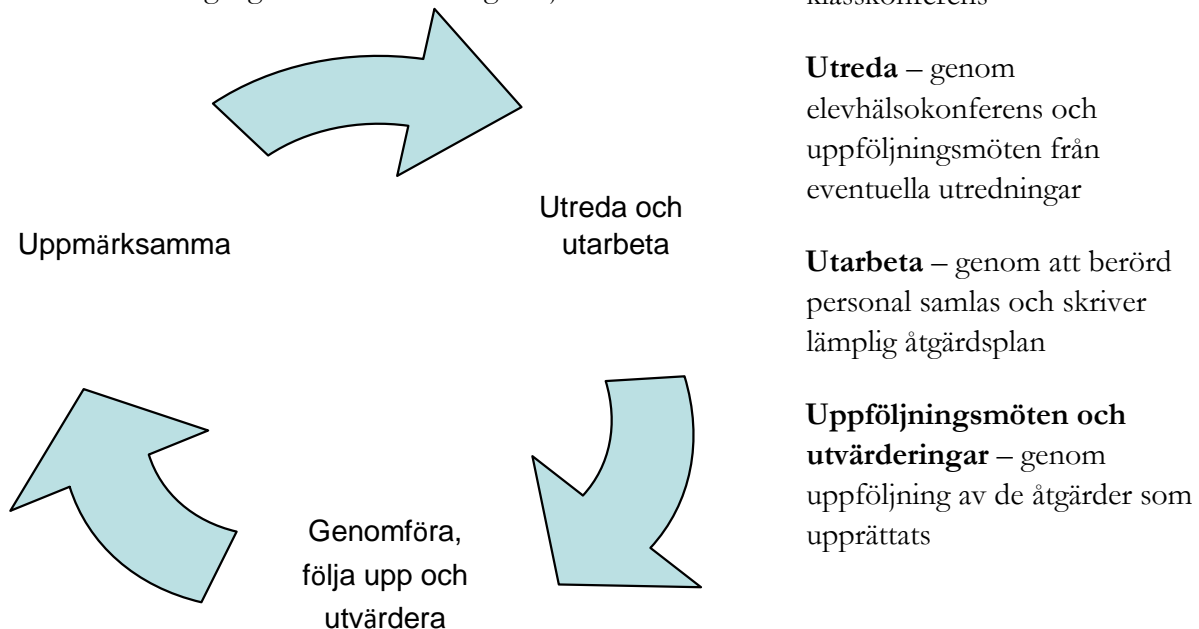 klasskonferens
Utreda – genom
elevhälsokonferens och
uppföljningsmöten från
eventuella utredningar
Utarbeta – genom att berörd
personal samlas och skriver
lämplig åtgärdsplan
Uppföljningsmöten och
utvärderingar – genom
uppföljning av de åtgärder som
upprättats
Uppmärksamma
Utreda och
utarbeta
Genomföra,
följa upp och
utvärdera